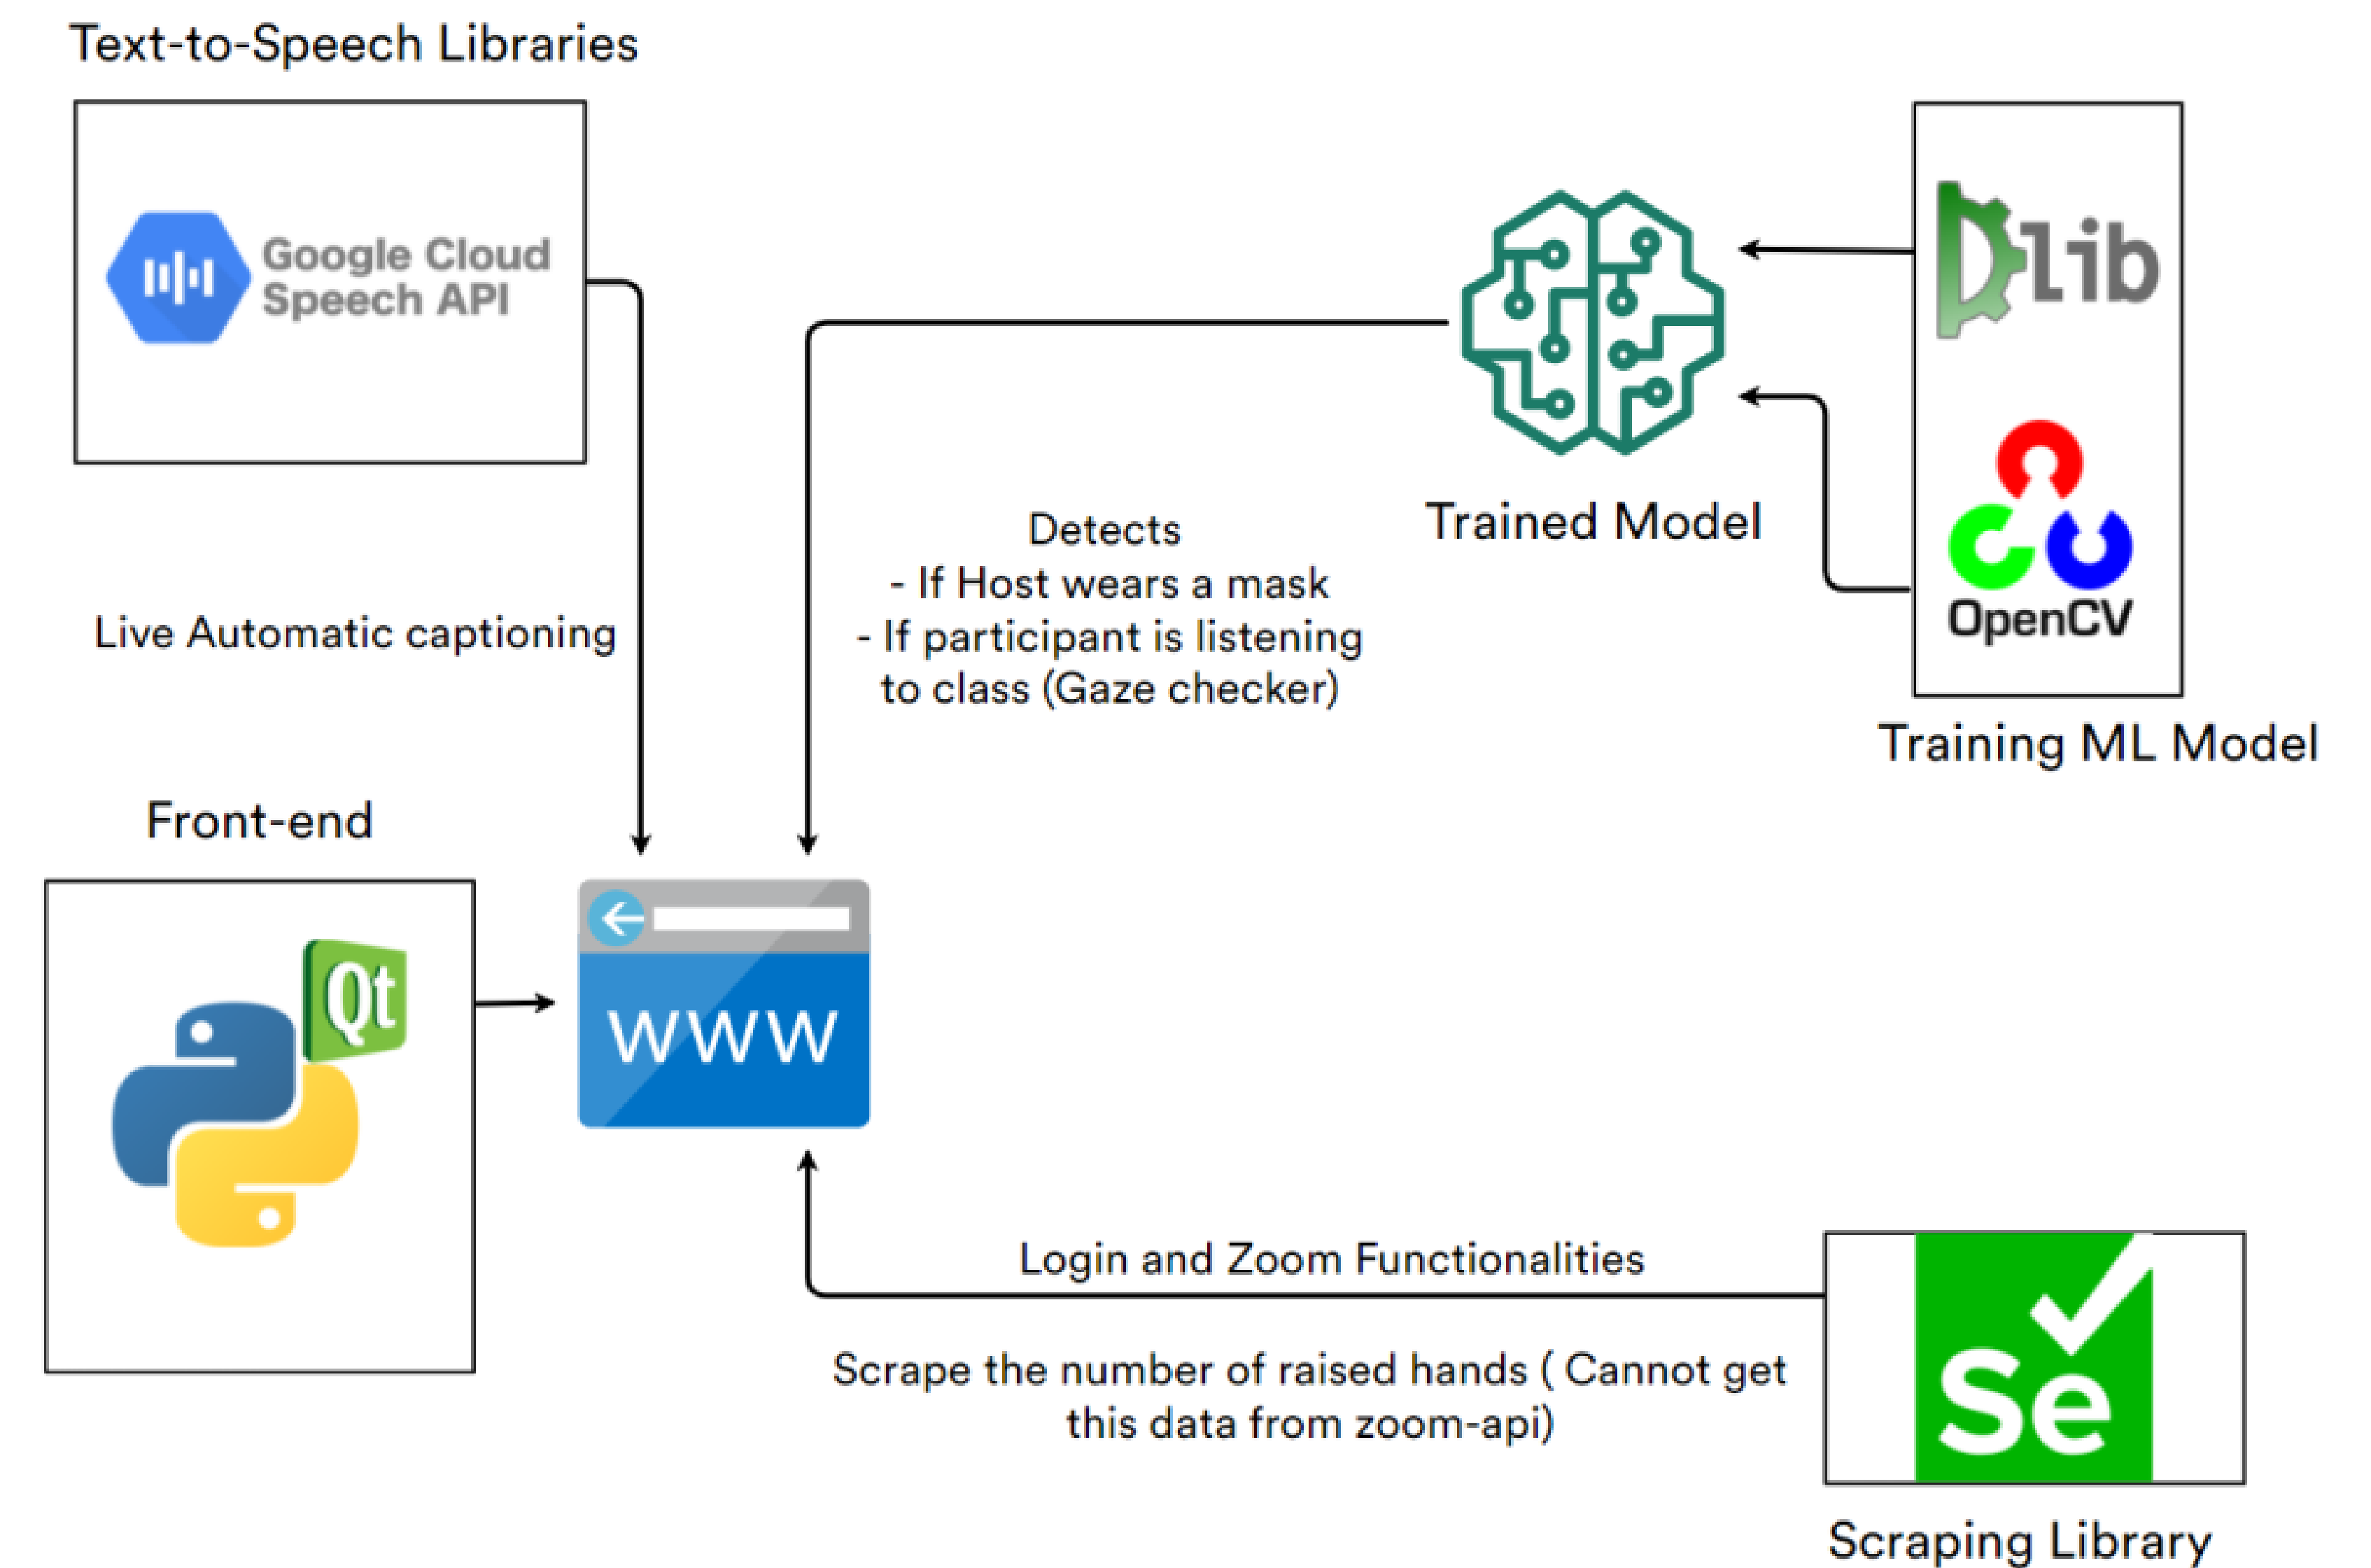 Text-to-Speech Libraries
Google Cloud
Speech API
Live Automatic captioning
Detects
- If Host wears a mask
- If participant is listening
to class (Gaze checker)
Trained Model
Dlib
OpenCV
Training ML Model
Front-end
Qt
WWW
Login and Zoom Functionalities
Scrape the number of raised hands ( Cannot get
this data from zoom-api)
Se
Scraping Library